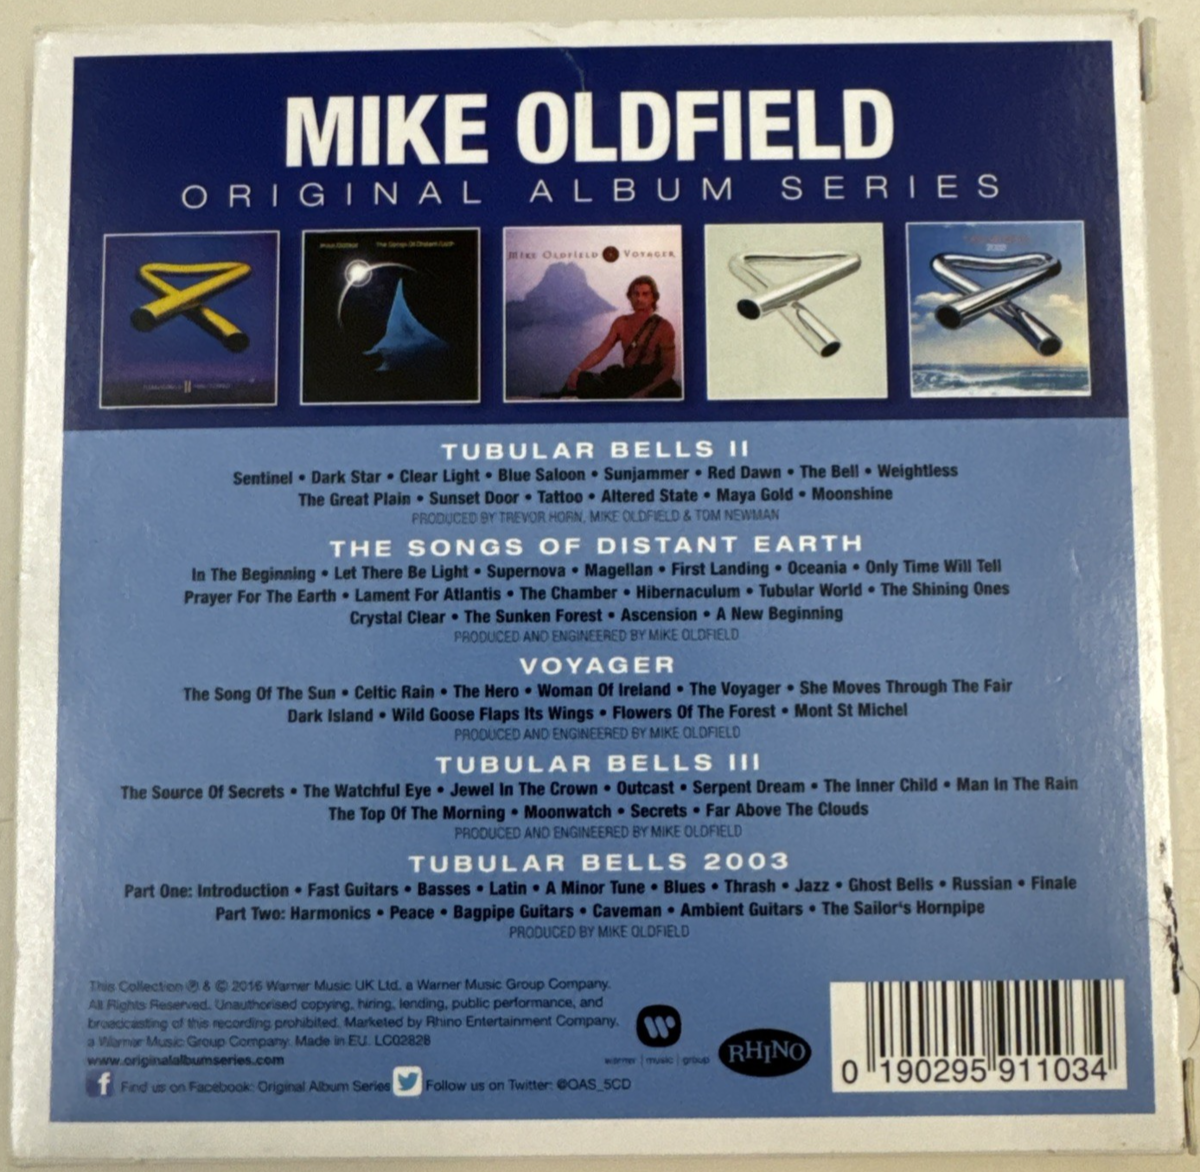 MIKE OLDFIELD
ORIGINAL ALBUM SERIES
The Songs Of Distant Earth
MIKE OLDFIELD VOYAGER
2003
TUBULAR BELLS II
Sentinel • Dark Star • Clear Light • Blue Saloon • Sunjammer • Red Dawn • The Bell • Weightless
The Great Plain • Sunset Door • Tattoo • Altered State • Maya Gold • Moonshine
PRODUCED BY TREVOR HORN, MIKE OLDFIELD & TOM NEWMAN
THE SONGS OF DISTANT EARTH
In The Beginning • Let There Be Light • Supernova • Magellan • First Landing • Oceania • Only Time Will Tell
Prayer For The Earth • Lament For Atlantis • The Chamber • Hibernaculum • Tubular World • The Shining Ones
Crystal Clear • The Sunken Forest • Ascension • A New Beginning
PRODUCED AND ENGINEERED BY MIKE OLDFIELD
VOYAGER
The Song Of The Sun • Celtic Rain • The Hero • Woman Of Ireland • The Voyager • She Moves Through The Fair
Dark Island • Wild Goose Flaps Its Wings • Flowers Of The Forest • Mont St Michel
PRODUCED AND ENGINEERED BY MIKE OLDFIELD
TUBULAR BELLS III
The Source Of Secrets • The Watchful Eye • Jewel In The Crown • Outcast • Serpent Dream • The Inner Child • Man In The Rain
The Top Of The Morning • Moonwatch • Secrets • Far Above The Clouds
PRODUCED AND ENGINEERED BY MIKE OLDFIELD
TUBULAR BELLS 2003
Part One: Introduction • Fast Guitars • Basses • Latin • A Minor Tune • Blues • Thrash • Jazz • Ghost Bells • Russian • Finale
Part Two: Harmonics • Peace • Bagpipe Guitars • Caveman • Ambient Guitars • The Sailor's Hornpipe
PRODUCED BY MIKE OLDFIELD
This Collection ℗ & © 2016 Warner Music UK Ltd. a Warner Music Group Company.
All Rights Reserved. Unauthorised copying, hiring, lending, public performance, and
broadcasting of this recording prohibited. Marketed by Rhino Entertainment Company,
a Warner Music Group Company. Made in EU. LC02828
www.originalalbumseries.com
Find us on Facebook: Original Album Series Follow us on Twitter: @OAS_5CD
warner | music | group
RHINO
0 190295 911034